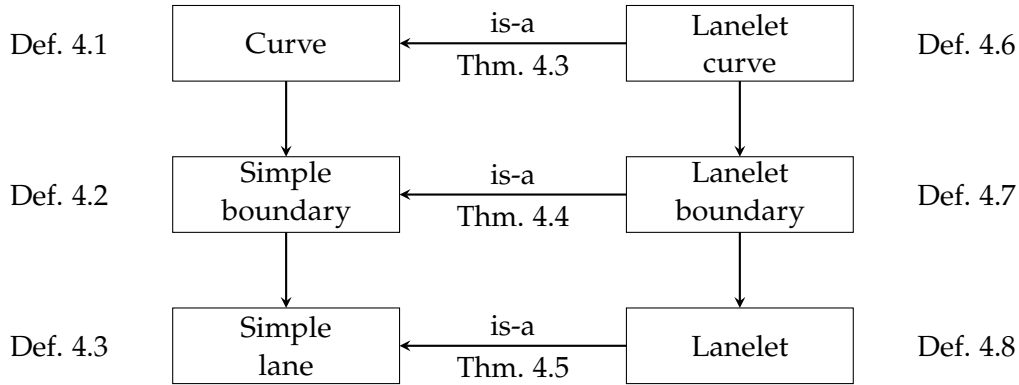 Def. 4.1
Curve
is-a
Thm. 4.3
Lanelet
curve
Def. 4.6
Def. 4.2
Simple
boundary
is-a
Thm. 4.4
Lanelet
boundary
Def. 4.7
Def. 4.3
Simple
lane
is-a
Thm. 4.5
Lanelet
Def. 4.8